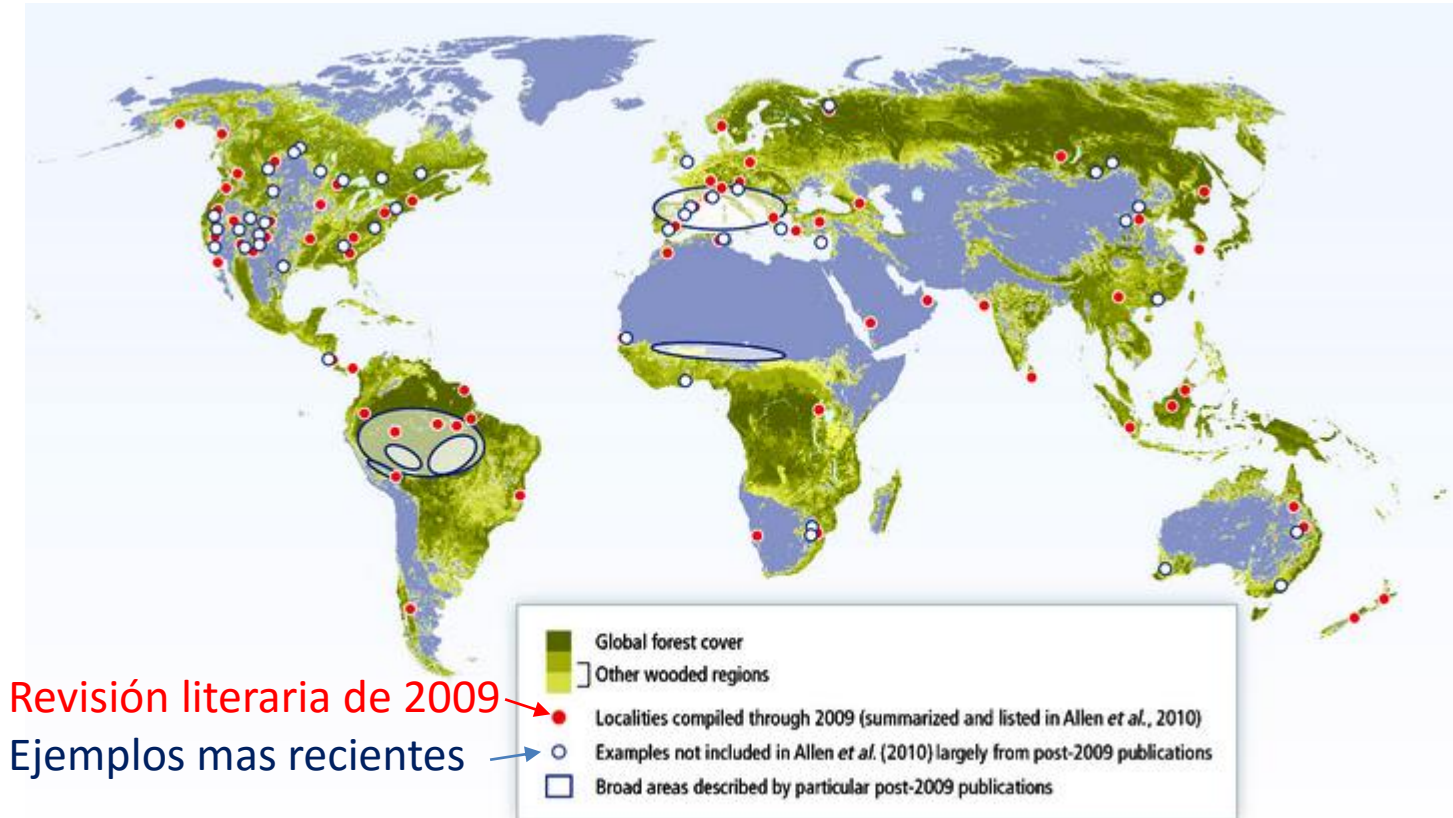 Global forest cover
Other wooded regions
Revisión literaria de 2009
Localities compiled through 2009 (summarized and listed in Allen et al., 2010)
Ejemplos mas recientes
Examples not included in Allen et al. (2010) largely from post-2009 publications
Broad areas described by particular post-2009 publications